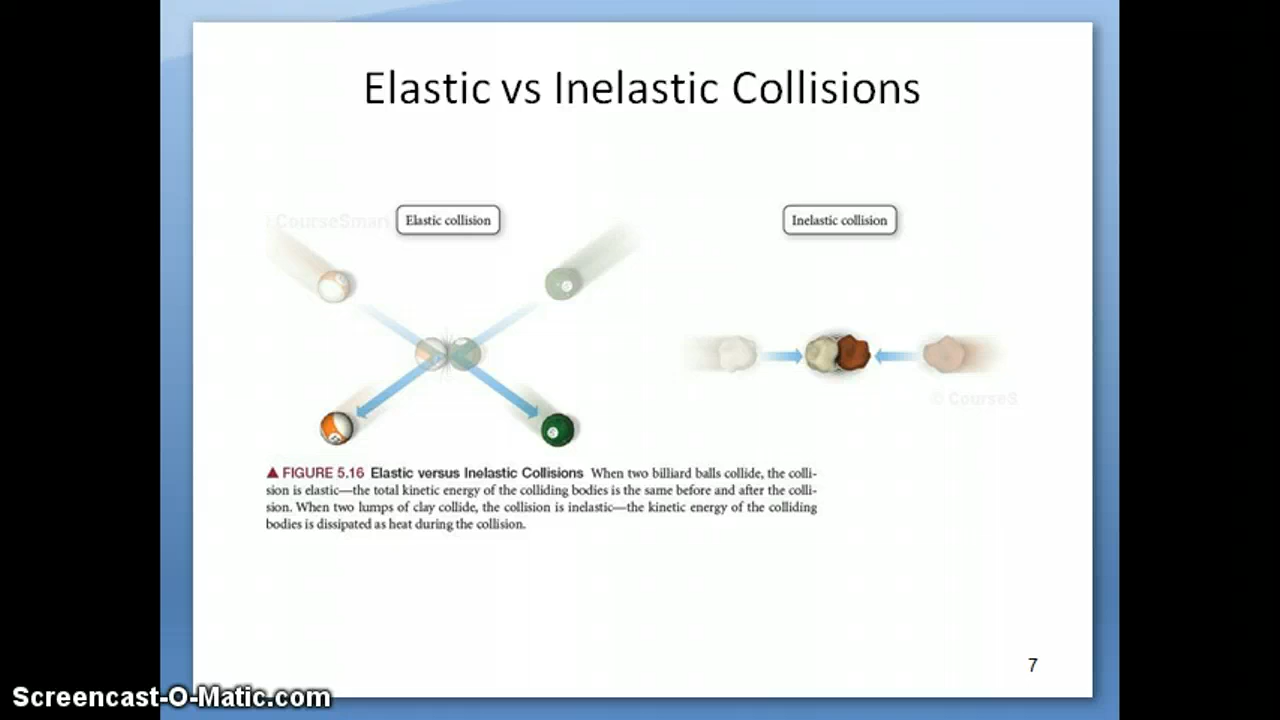 Elastic vs Inelastic Collisions
CourseSmart
Elastic collision
Inelastic collision
© CourseS
▲ FIGURE 5.16 Elastic versus Inelastic Collisions When two billiard balls collide, the colli-
sion is elastic—the total kinetic energy of the colliding bodies is the same before and after the colli-
sion. When two lumps of clay collide, the collision is inelastic—the kinetic energy of the colliding
bodies is dissipated as heat during the collision.
7
Screencast-O-Matic.com